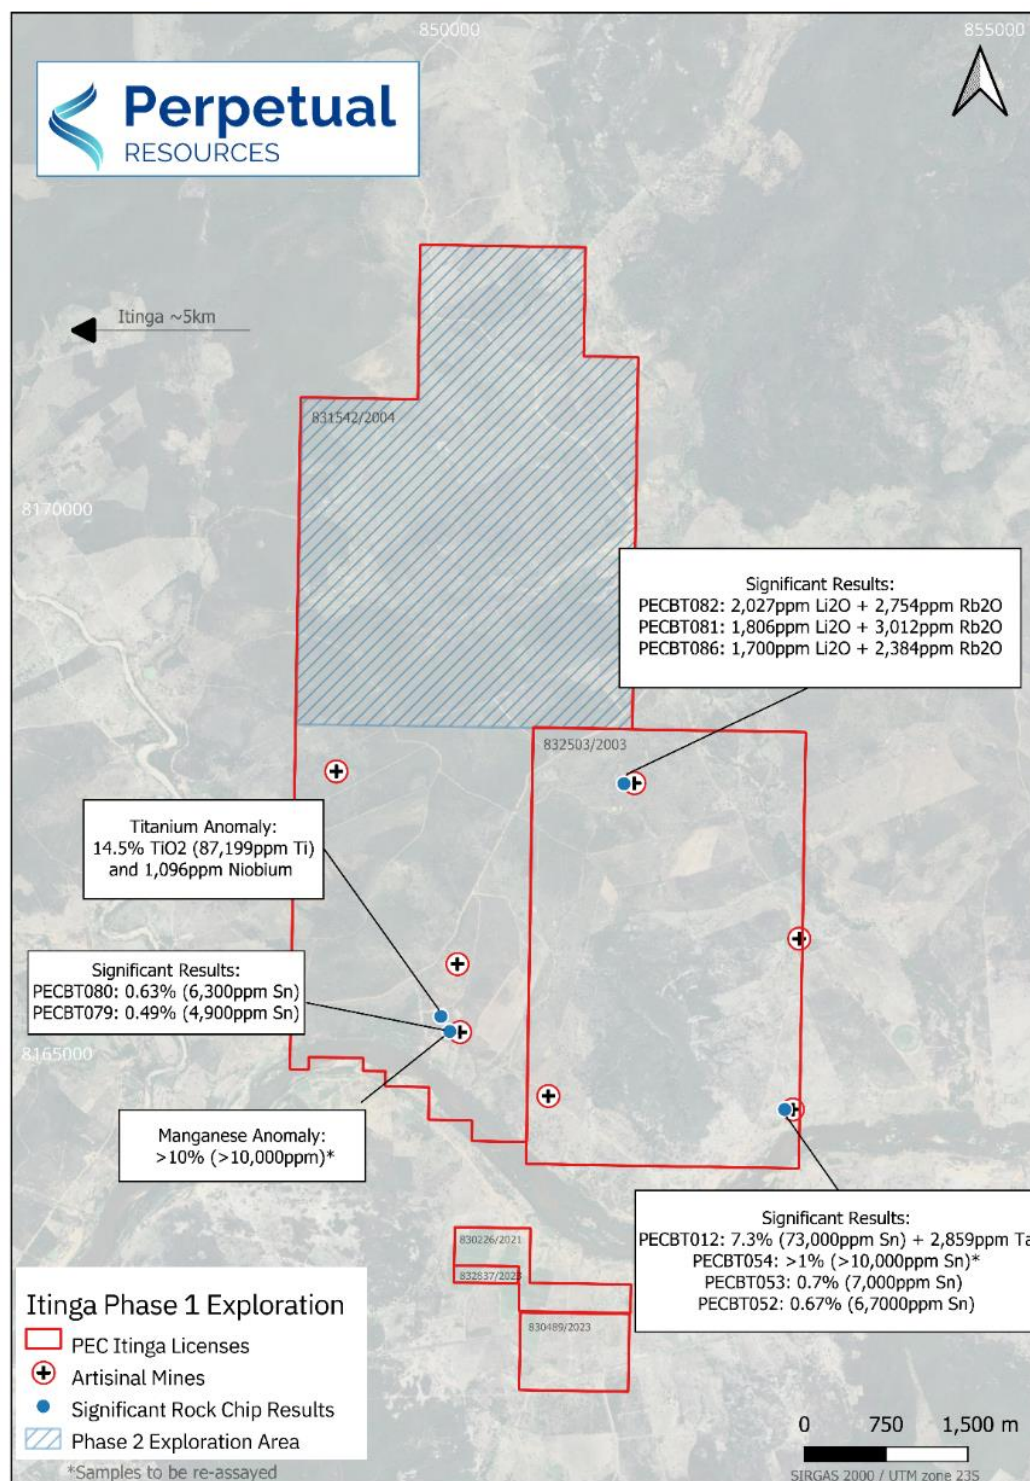 850000
855000
Perpetual
RESOURCES
Itinga ~5km
831542/2004
8170000
Significant Results:
PECBT082: 2,027ppm Li2O + 2,754ppm Rb2O
PECBT081: 1,806ppm Li2O + 3,012ppm Rb2O
PECBT086: 1,700ppm Li2O + 2,384ppm Rb2O
832503/2003
Titanium Anomaly:
14.5% TiO2 (87,199ppm Ti)
and 1,096ppm Niobium
Significant Results:
PECBT080: 0.63% (6,300ppm Sn)
PECBT079: 0.49% (4,900ppm Sn)
8165000
Manganese Anomaly:
>10% (>10,000ppm)*
Significant Results:
PECBT012: 7.3% (73,000ppm Sn) + 2,859ppm Ta
PECBT054: >1% (>10,000ppm Sn)*
PECBT053: 0.7% (7,000ppm Sn)
PECBT052: 0.67% (6,7000ppm Sn)
830226/2021
832837/2023
830489/2023
Itinga Phase 1 Exploration
PEC Itinga Licenses
Artisinal Mines
Significant Rock Chip Results
Phase 2 Exploration Area
*Samples to be re-assayed
0 750 1,500 m
SIRGAS 2000 / UTM zone 23S